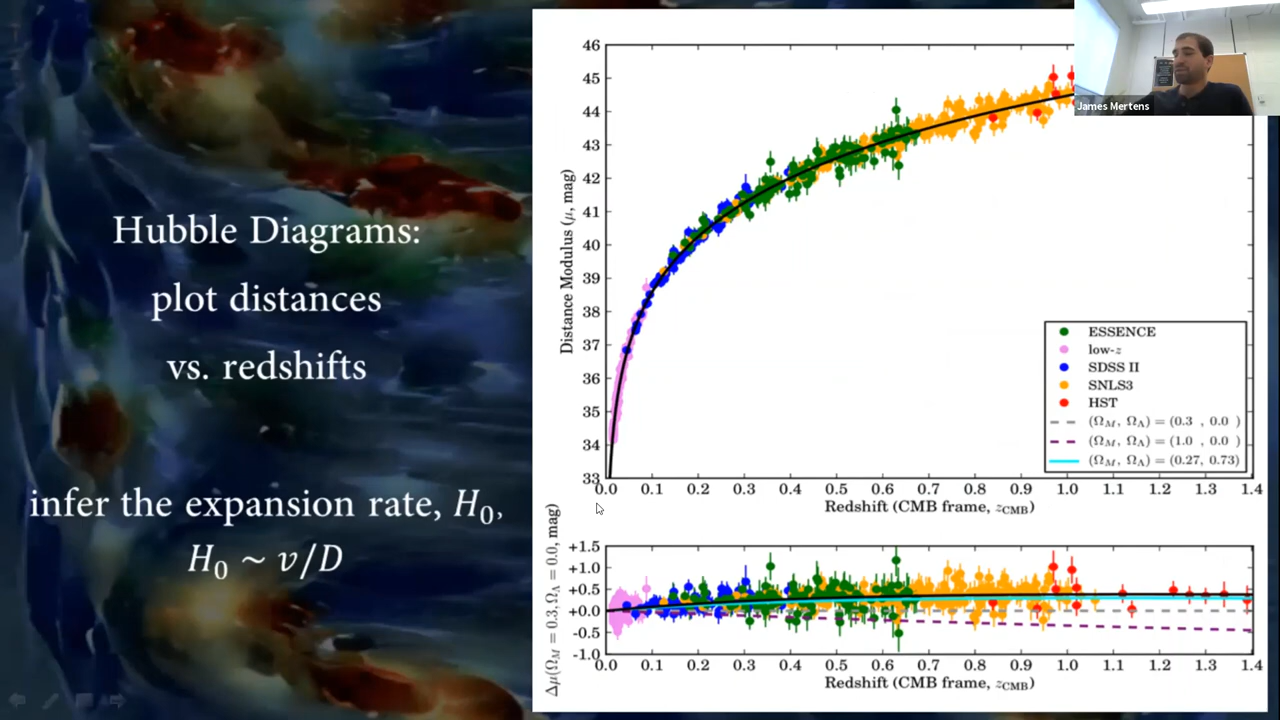 Hubble Diagrams:
plot distances
vs. redshifts
infer the expansion rate, H₀,
H₀ ~ v/D
James Mertens
46
45
44
43
42
41
40
39
38
37
36
35
34
33
Distance Modulus (μ, mag)
ESSENCE
low-z
SDSS II
SNLS3
HST
(Ω_M, Ω_Λ) = (0.3 , 0.0 )
(Ω_M, Ω_Λ) = (1.0 , 0.0 )
(Ω_M, Ω_Λ) = (0.27, 0.73)
0.0 0.1 0.2 0.3 0.4 0.5 0.6 0.7 0.8 0.9 1.0 1.1 1.2 1.3 1.4
Redshift (CMB frame, z_CMB)
+1.5
+1.0
+0.5
+0.0
-0.5
-1.0
Δμ(Ω_M = 0.3, Ω_Λ = 0.0, mag)
0.0 0.1 0.2 0.3 0.4 0.5 0.6 0.7 0.8 0.9 1.0 1.1 1.2 1.3 1.4
Redshift (CMB frame, z_CMB)